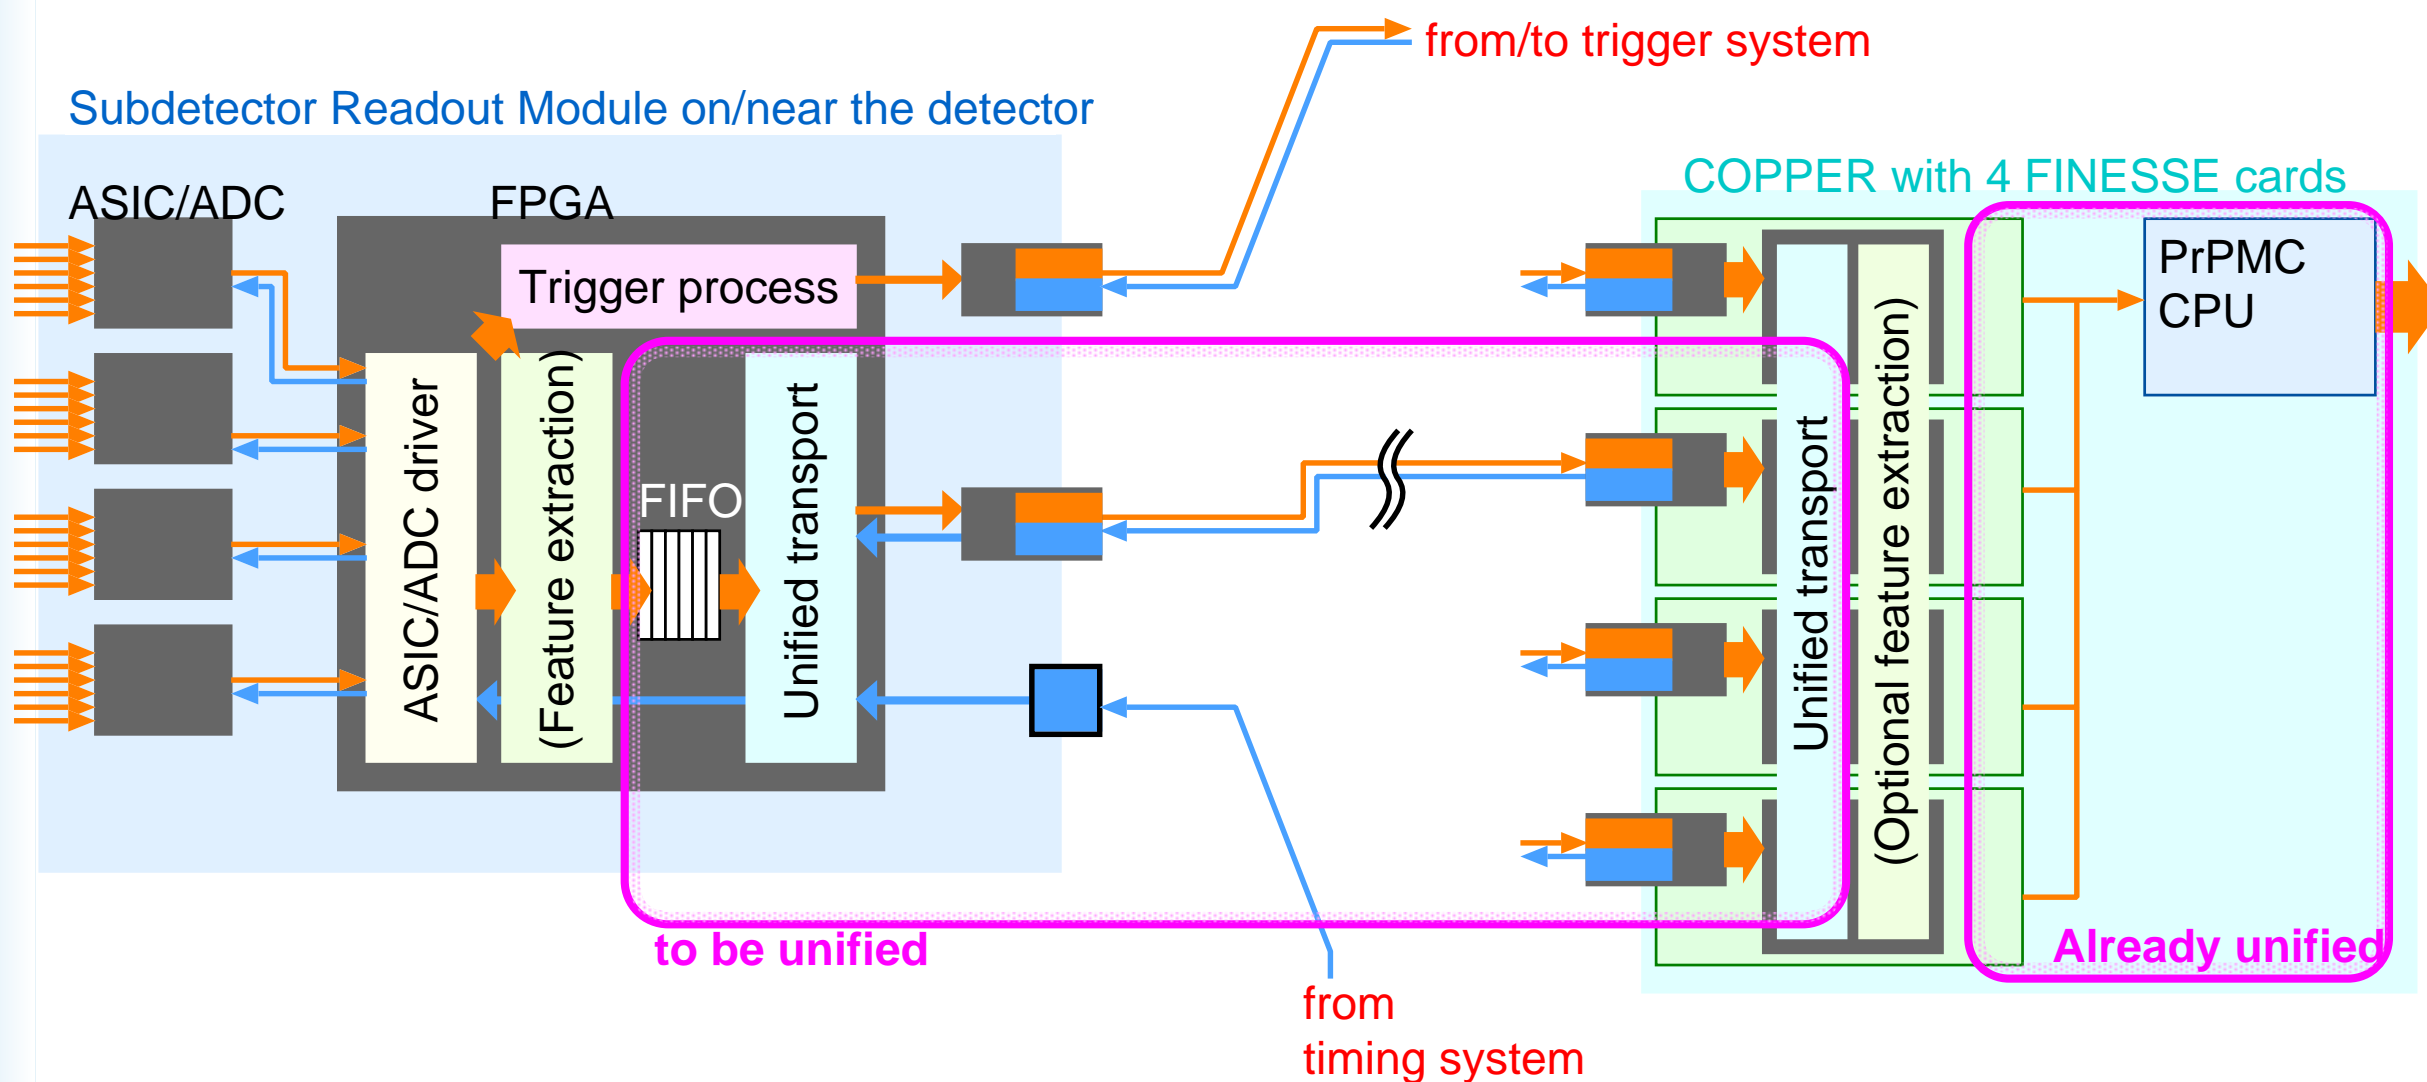 from/to trigger system
Subdetector Readout Module on/near the detector
COPPER with 4 FINESSE cards
ASIC/ADC
FPGA
Trigger process
PrPMC
CPU
ASIC/ADC driver
(Feature extraction)
FIFO
Unified transport
Unified transport
(Optional feature extraction)
to be unified
Already unified
from
timing system